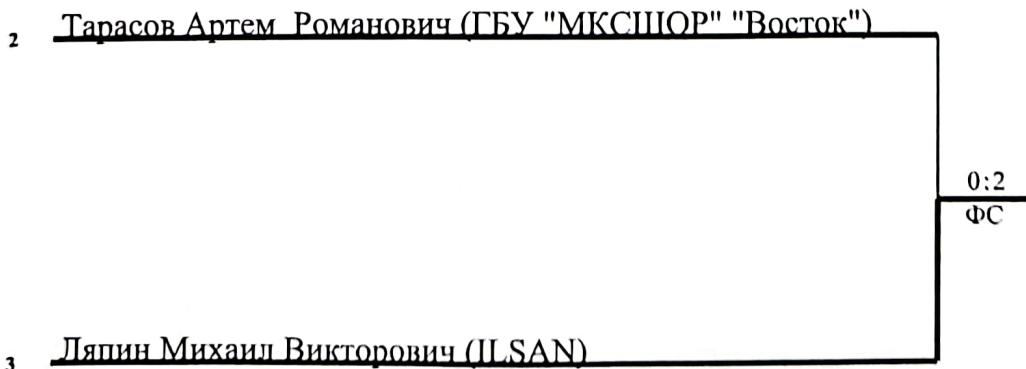 2 Тарасов Артем Романович (ГБУ "МКСШОР" "Восток")
0:2
ФС
3 Ляпин Михаил Викторович (ILSAN)